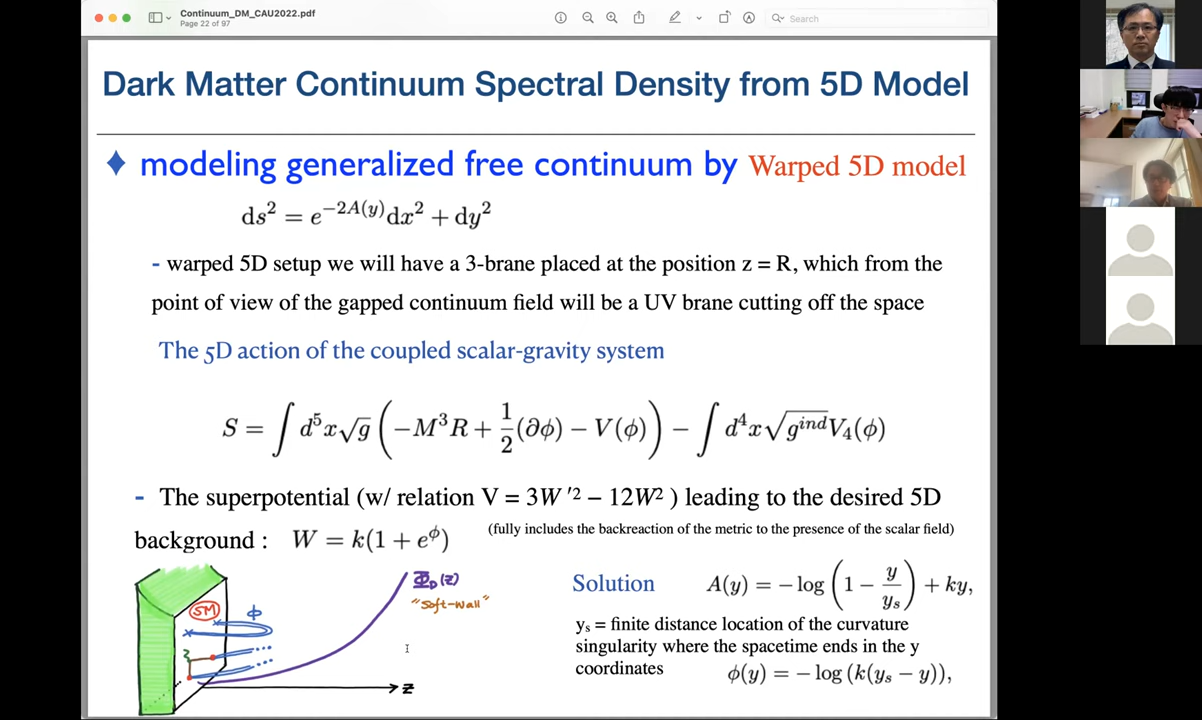 Continuum_DM_CAU2022.pdf
Page 22 of 97
Search
Dark Matter Continuum Spectral Density from 5D Model
♦ modeling generalized free continuum by Warped 5D model
ds² = e^{−2A(y)}dx² + dy²
- warped 5D setup we will have a 3-brane placed at the position z = R, which from the
point of view of the gapped continuum field will be a UV brane cutting off the space
The 5D action of the coupled scalar-gravity system
S = ∫ d⁵x√g (−M³R + 1/2(∂ϕ) − V(ϕ)) − ∫ d⁴x√g^{ind}V₄(ϕ)
- The superpotential (w/ relation V = 3W ′² − 12W² ) leading to the desired 5D
background : W = k(1 + e^ϕ)
(fully includes the backreaction of the metric to the presence of the scalar field)
SM
ϕ
Φ_D(z)
"Soft-wall"
z
Solution A(y) = − log (1 − y/y_s) + ky,
y_s = finite distance location of the curvature
singularity where the spacetime ends in the y
coordinates ϕ(y) = − log (k(y_s − y)),